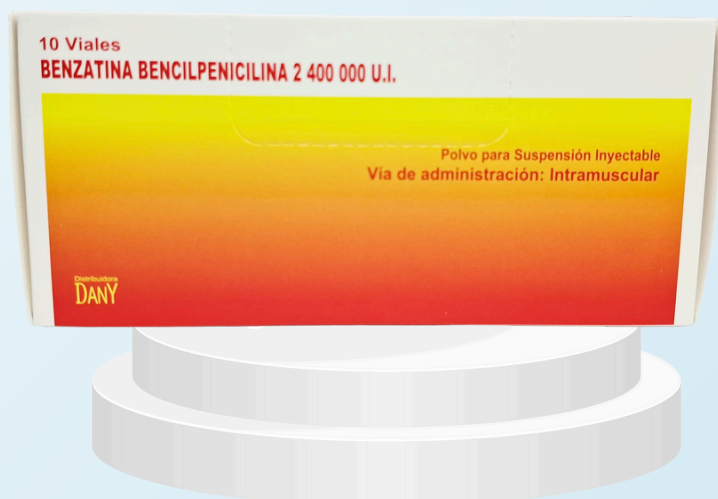 10 Viales
BENZATINA BENCILPENICILINA 2 400 000 U.I.
Polvo para Suspensión Inyectable
Vía de administración: Intramuscular
Distribuidora
DANY